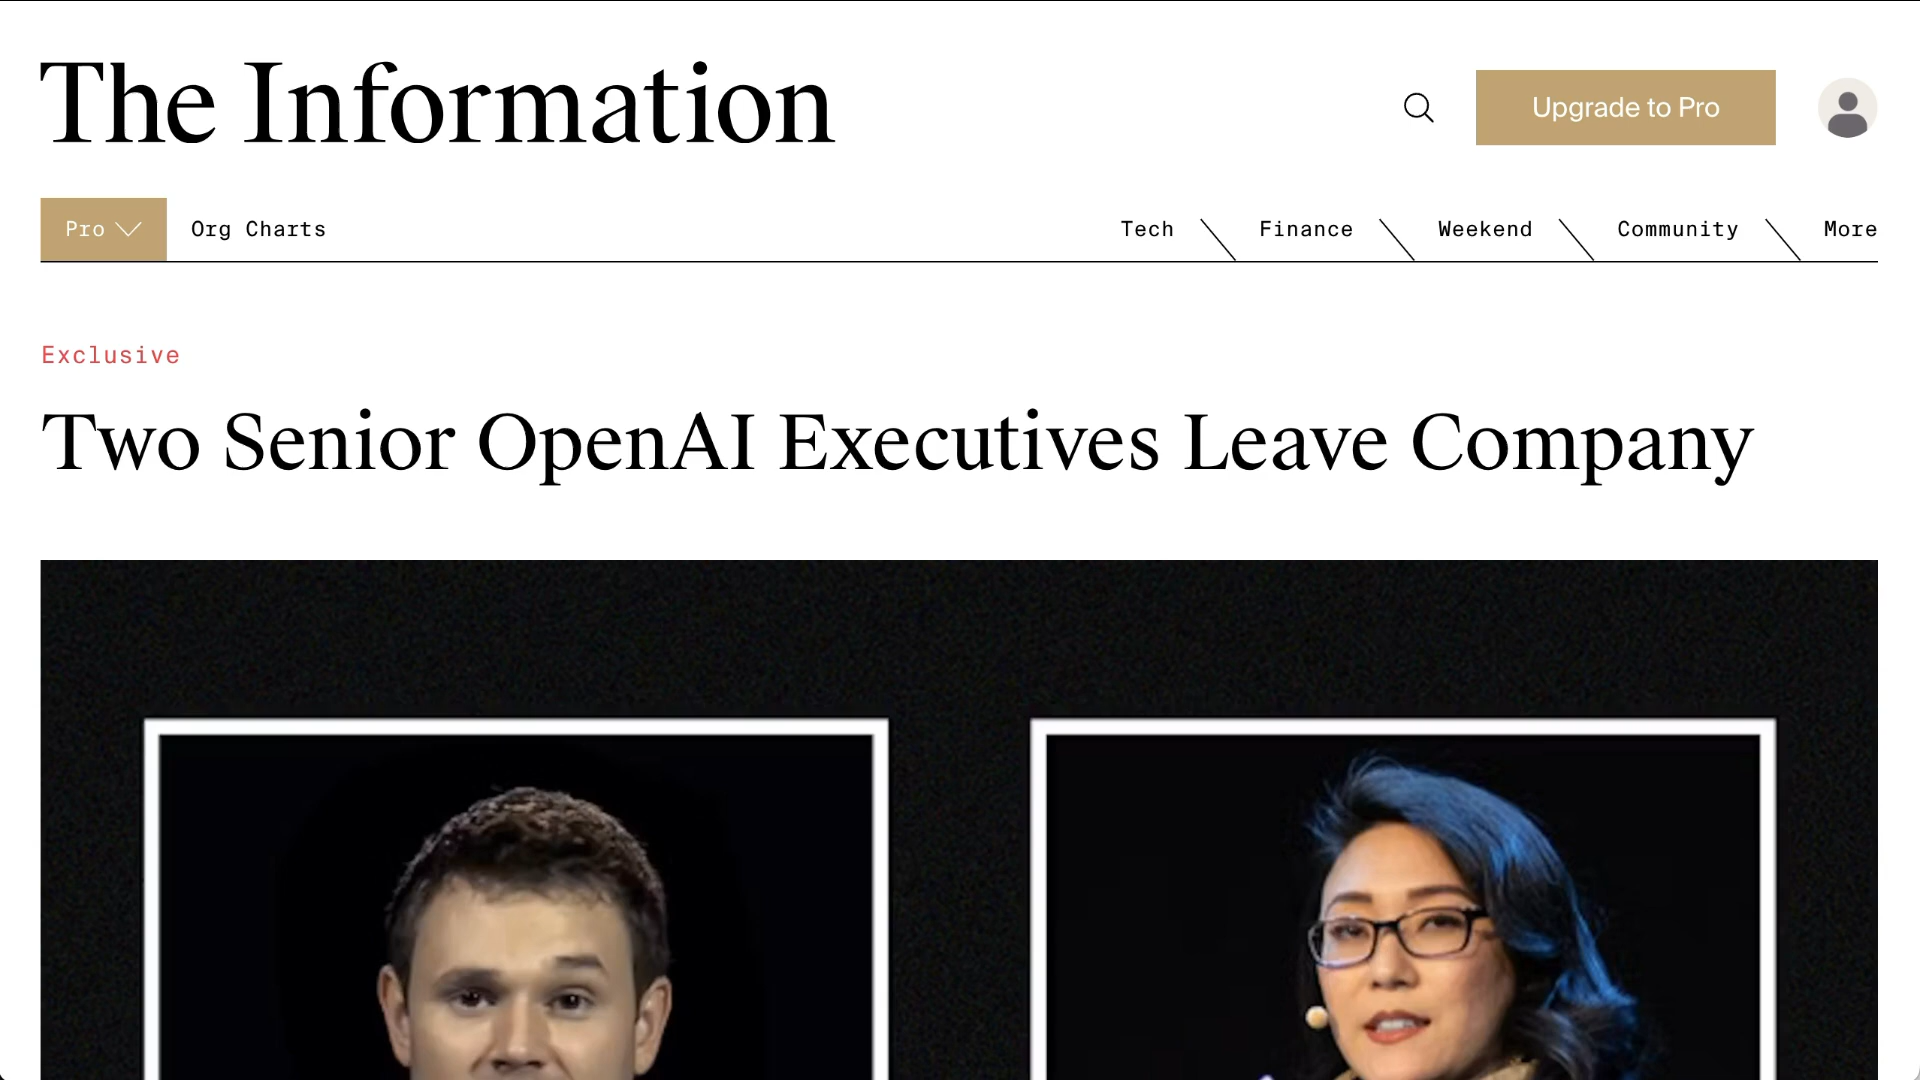 The Information
Upgrade to Pro
Pro
Org Charts
Tech
Finance
Weekend
Community
More
Exclusive
Two Senior OpenAI Executives Leave Company